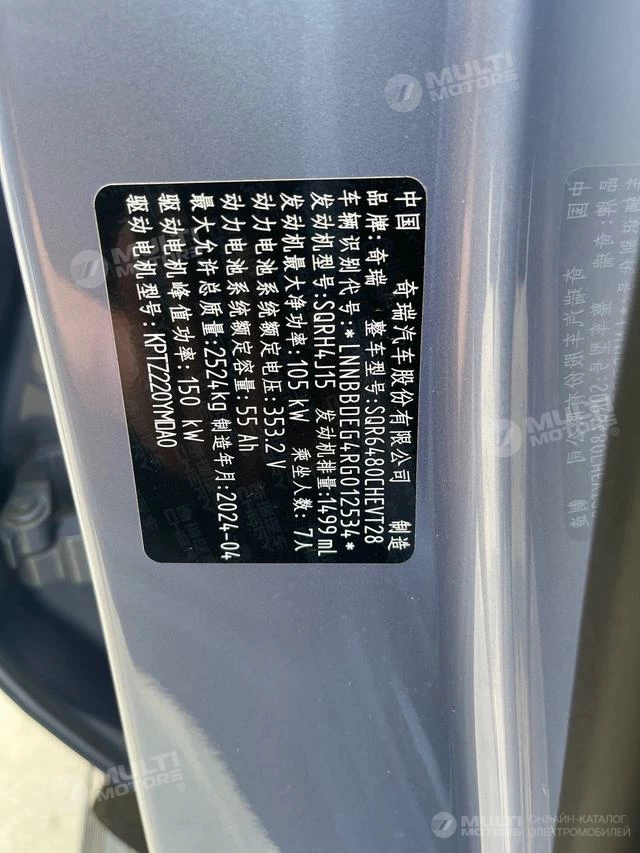 中国 奇瑞汽车股份有限公司 制造
品牌:奇瑞 整车型号:SQR6480CHEVT28
车辆识别代号:*LNNBBDEG4RG012534*
发动机型号:SQRH4J15 发动机排量:1499ml
发动机最大净功率:105 kW 乘坐人数: 7人
动力电池系统额定电压:353.2V
动力电池系统额定容量:55 Ah
最大允许总质量:2524kg 制造年月:2024-04
驱动电机峰值功率:150 kW
驱动电机型号:KPTZ220YMDA0
MULTI MOTORS®
MULTI MOTORS®
MULTI MOTORS®
MULTI MOTORS®
MULTI MOTORS®
ОНЛАЙН-КАТАЛОГ
ЭЛЕКТРОМОБИЛЕЙ